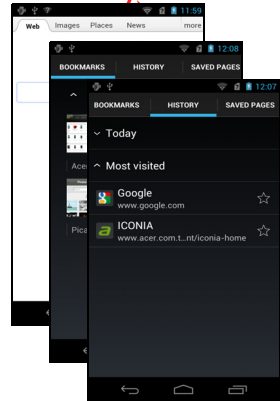 11:59
Web Images Places News more
12:08
BOOKMARKS HISTORY SAVED PAGES
Ace
Pica
12:07
BOOKMARKS HISTORY SAVED PAGES
Today
Most visited
Google
www.google.com
ICONIA
www.acer.com.t...nt/iconia-home